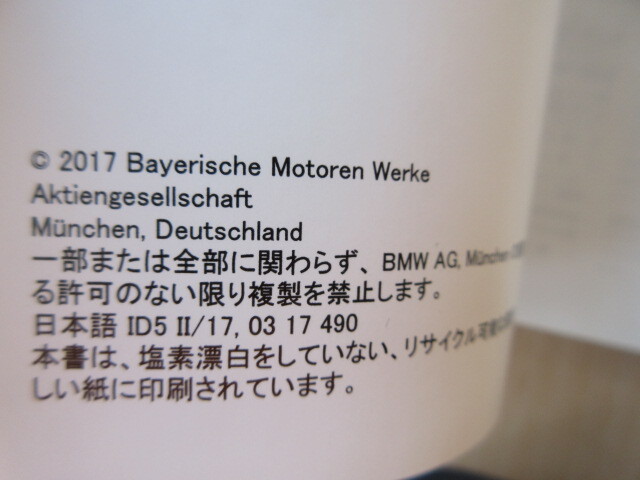 © 2017 Bayerische Motoren Werke
Aktiengesellschaft
München, Deutschland
一部または全部に関わらず、BMW AG, München
る許可のない限り複製を禁止します。
日本語 ID5 II/17, 03 17 490
本書は、塩素漂白をしていない、リサイクル可
しい紙に印刷されています。